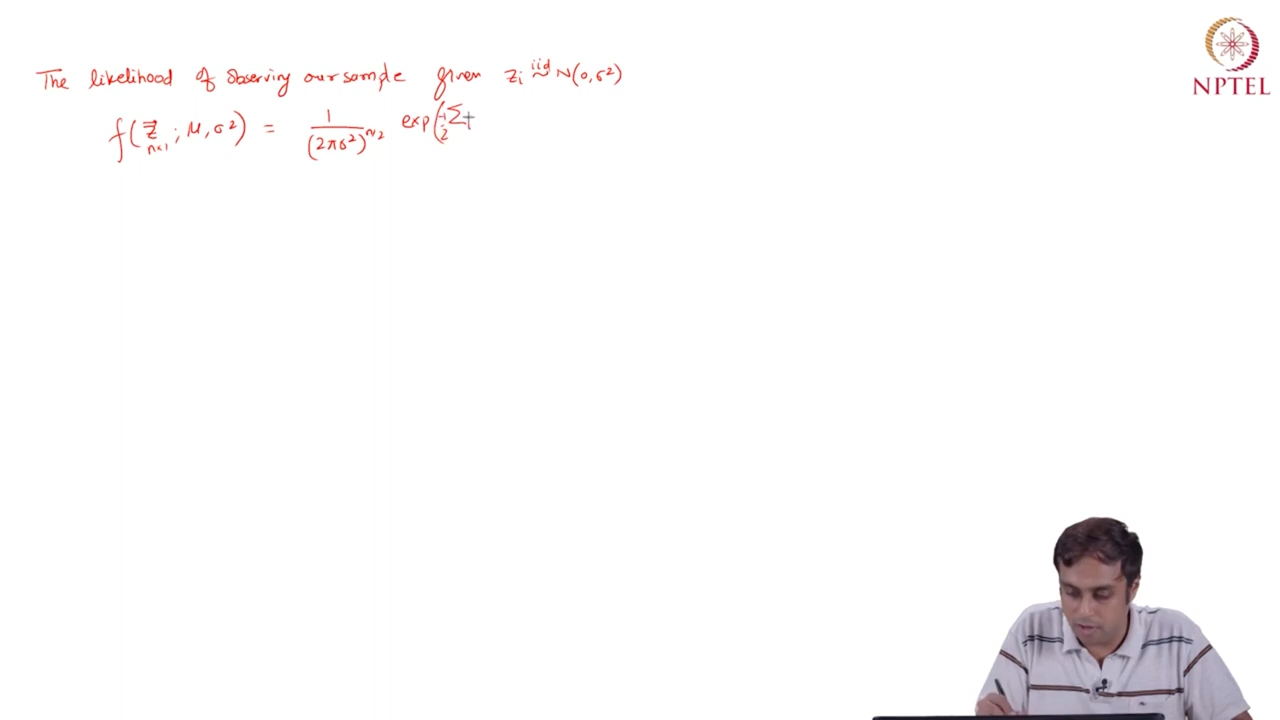 The likelihood of observing our sample given Zi iid ~ N(0, σ²)
f(Z n×1 ; μ, σ²) = 1/(2πσ²)^n/2 exp(-1/2 Σ
NPTEL